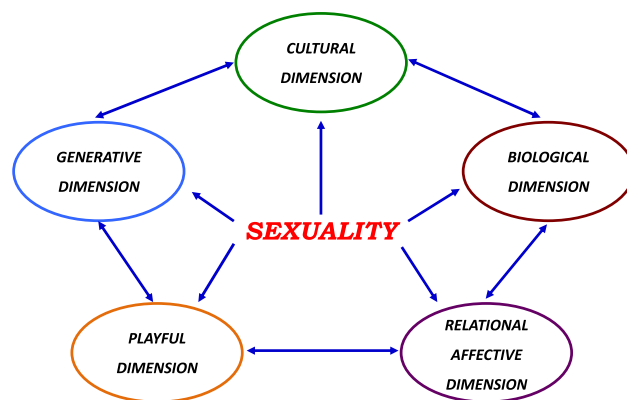 CULTURAL
DIMENSION
GENERATIVE
DIMENSION
BIOLOGICAL
DIMENSION
SEXUALITY
PLAYFUL
DIMENSION
RELATIONAL
AFFECTIVE
DIMENSION